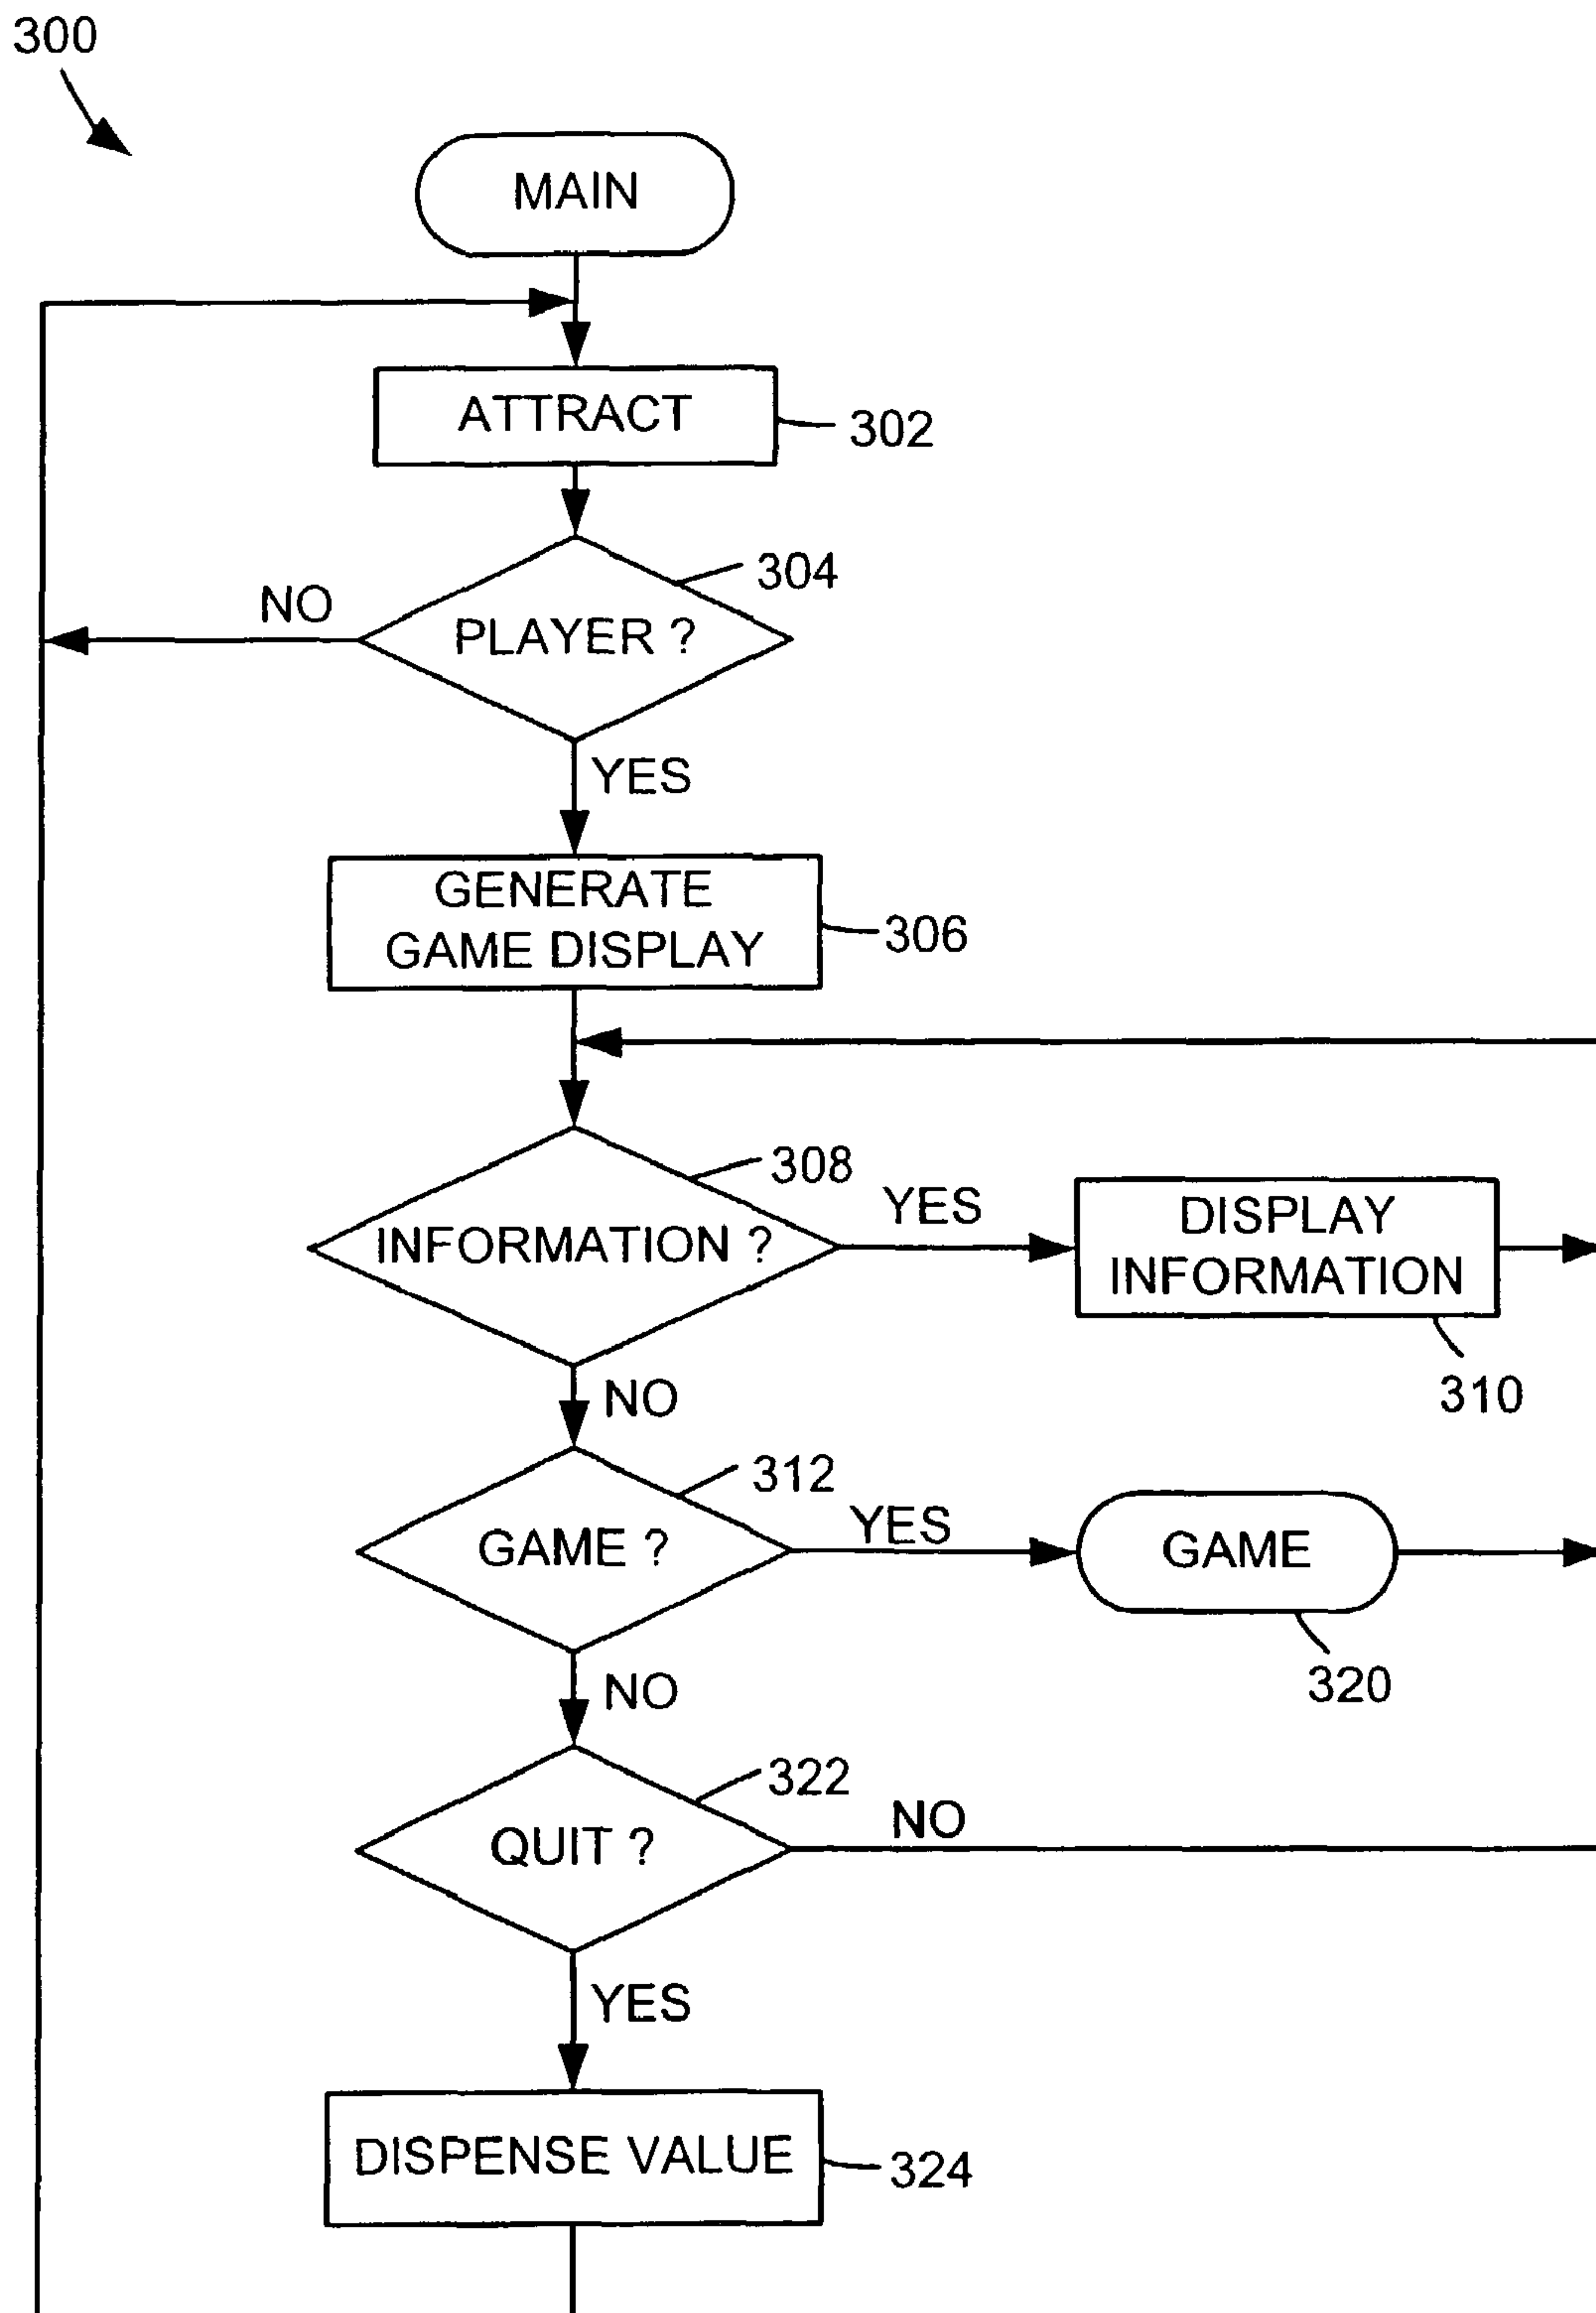 300
MAIN
ATTRACT
302
304
NO
PLAYER ?
YES
GENERATE
GAME DISPLAY
306
308
INFORMATION ?
YES
DISPLAY
INFORMATION
310
NO
312
GAME ?
YES
GAME
320
NO
322
QUIT ?
NO
YES
DISPENSE VALUE
324